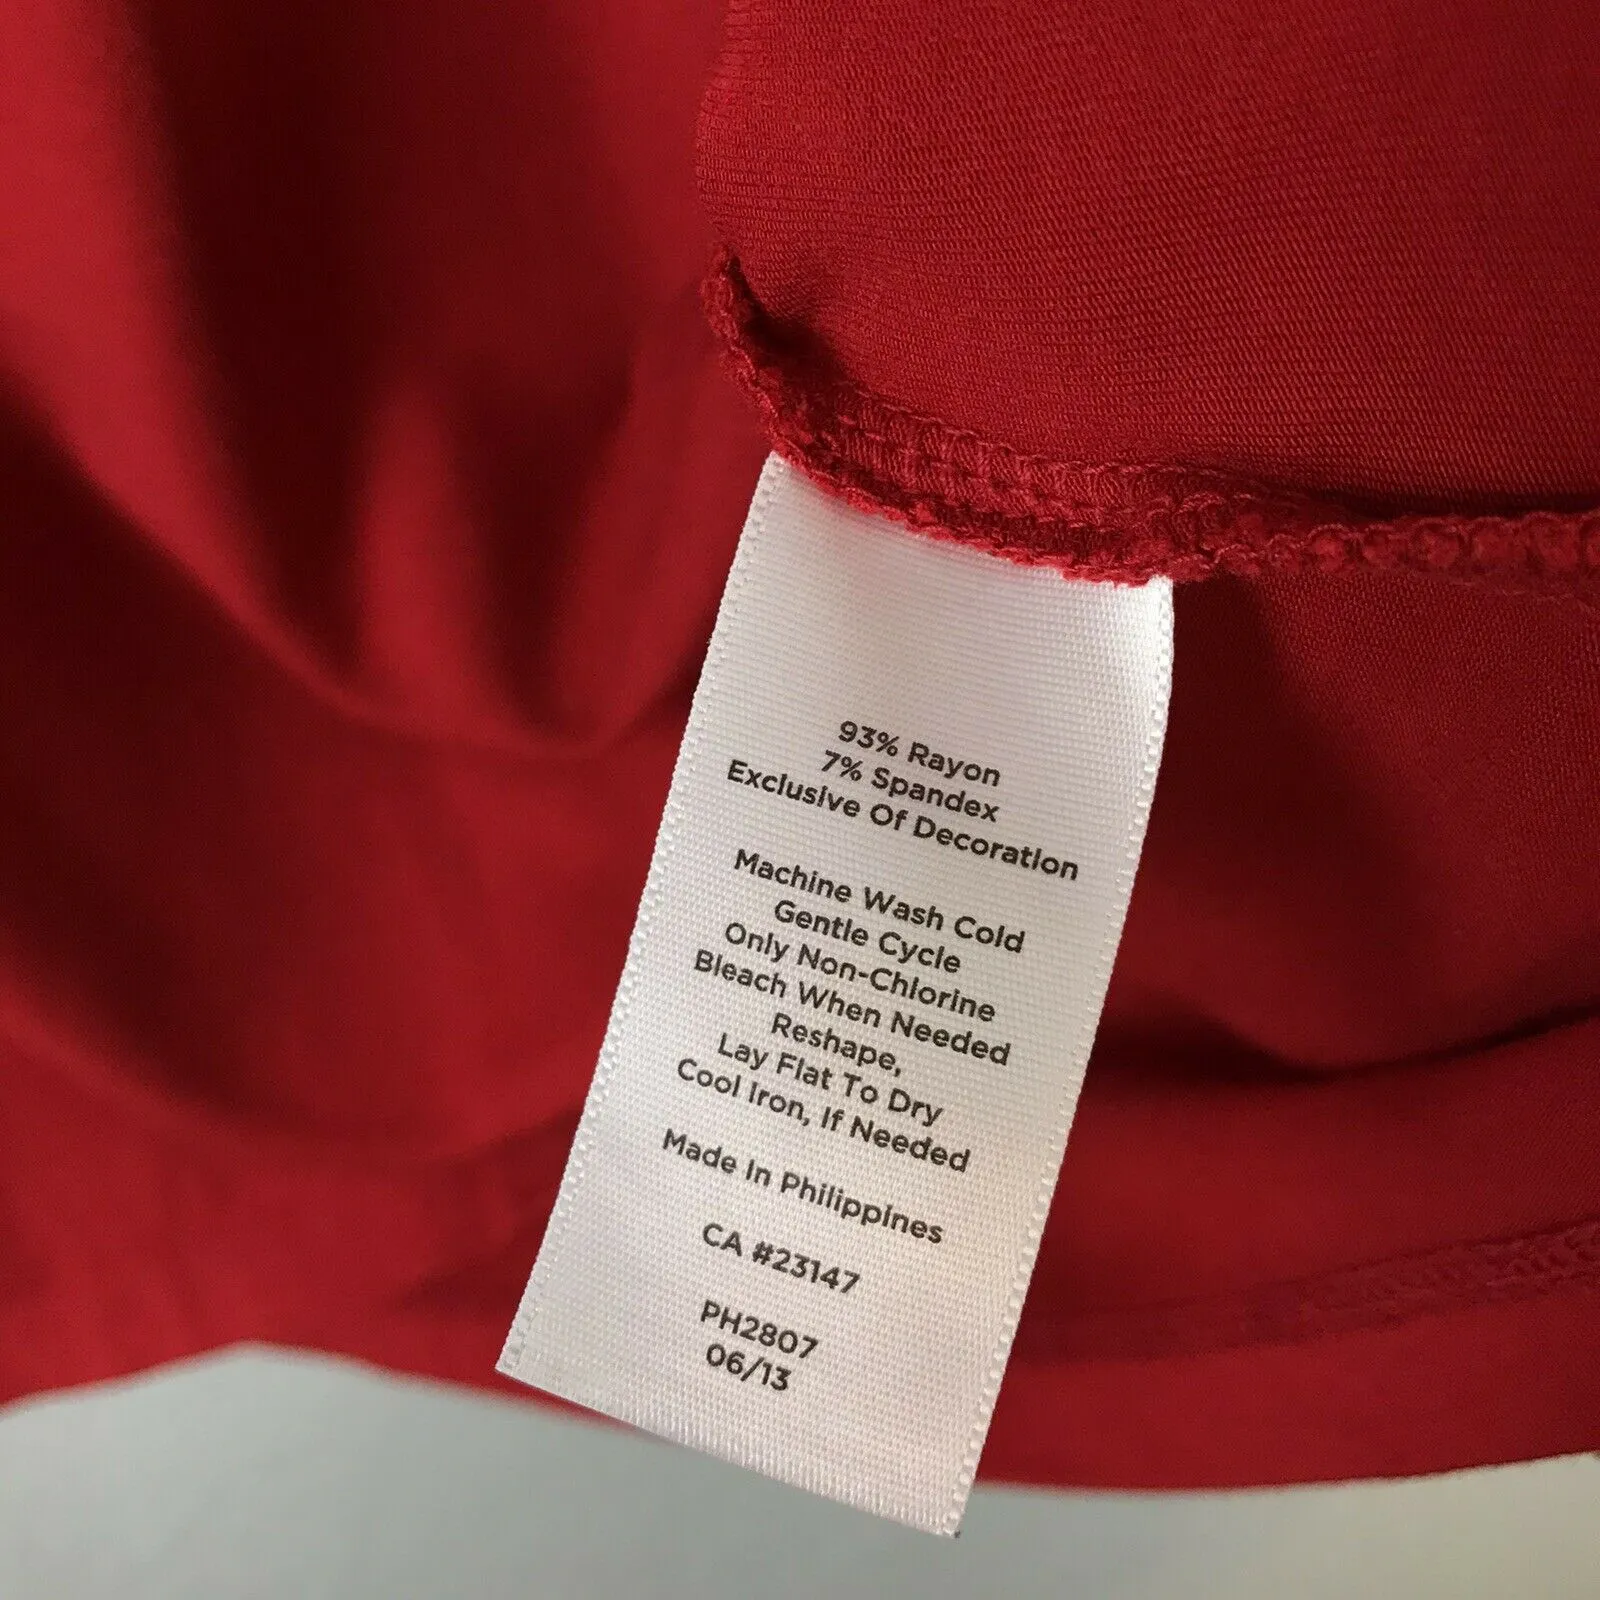 93% Rayon
7% Spandex
Exclusive Of Decoration
Machine Wash Cold
Gentle Cycle
Only Non-Chlorine
Bleach When Needed
Reshape,
Lay Flat To Dry
Cool Iron, If Needed
Made In Philippines
CA #23147
PH2807
06/13